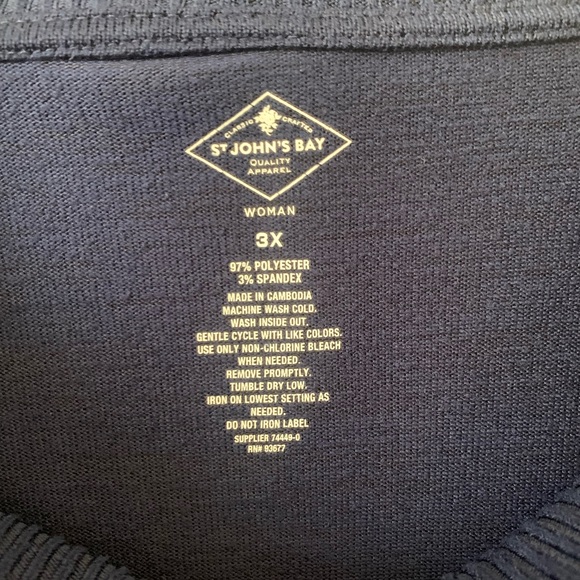 CLASSIC CRAFTED
ST JOHN'S BAY
QUALITY
APPAREL
WOMAN
3X
97% POLYESTER
3% SPANDEX
MADE IN CAMBODIA
MACHINE WASH COLD.
WASH INSIDE OUT,
GENTLE CYCLE WITH LIKE COLORS.
USE ONLY NON-CHLORINE BLEACH
WHEN NEEDED.
REMOVE PROMPTLY.
TUMBLE DRY LOW.
IRON ON LOWEST SETTING AS
NEEDED.
DO NOT IRON LABEL
SUPPLIER 74449-0
RN# 93677